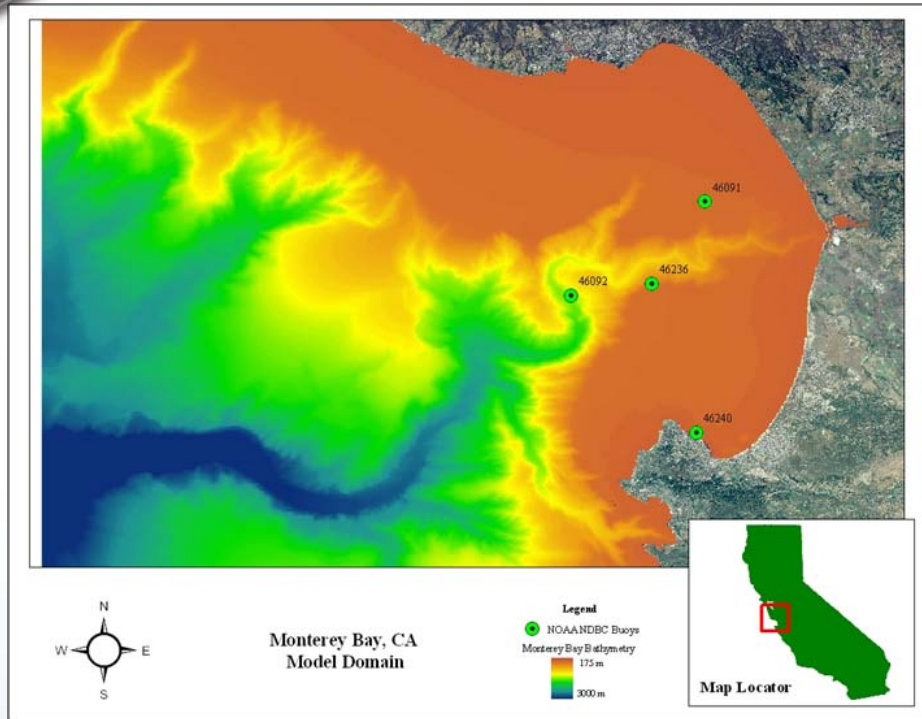 46091
46236
46092
46240
N
W E
S
Monterey Bay, CA
Model Domain
Legend
NOAA NDBC Buoys
Monterey Bay Bathymetry
175 m
3000 m
Map Locator